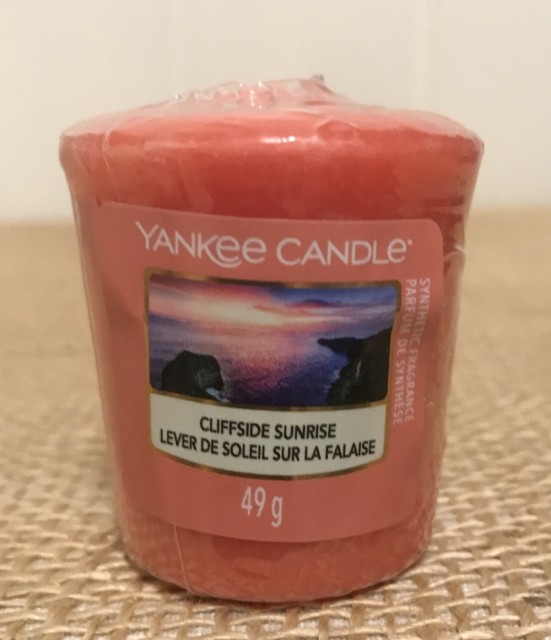 YANKee CANDLe®
CLIFFSIDE SUNRISE
LEVER DE SOLEIL SUR LA FALAISE
49 g
SYNTHETIC FRAGRANCE
PARFUM DE SYNTHÈSE